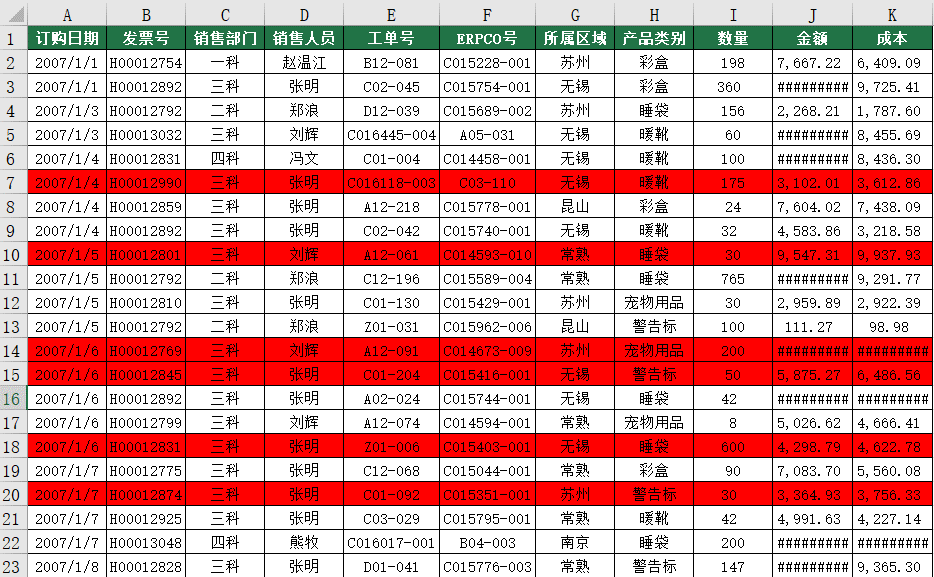 A B C D E F G H I J K
1 订购日期 发票号 销售部门 销售人员 工单号 ERPCO号 所属区域 产品类别 数量 金额 成本
2 2007/1/1 H00012754 一科 赵温江 B12-081 C015228-001 苏州 彩盒 198 7,667.22 6,409.09
3 2007/1/1 H00012892 三科 张明 C02-045 C015754-001 无锡 彩盒 360 ######### 9,725.41
4 2007/1/3 H00012792 二科 郑浪 D12-039 C015689-002 苏州 睡袋 156 2,268.21 1,787.60
5 2007/1/3 H00013032 三科 刘辉 C016445-004 A05-031 无锡 暖靴 60 ######### 8,455.69
6 2007/1/4 H00012831 四科 冯文 C01-004 C014458-001 无锡 暖靴 100 ######### 8,436.30
7 2007/1/4 H00012990 三科 张明 C016118-003 C03-110 无锡 暖靴 175 3,102.01 3,612.86
8 2007/1/4 H00012859 三科 张明 A12-218 C015778-001 昆山 彩盒 24 7,604.02 7,438.09
9 2007/1/4 H00012892 三科 张明 C02-042 C015740-001 无锡 暖靴 32 4,583.86 3,218.58
10 2007/1/5 H00012801 三科 刘辉 A12-061 C014593-010 常熟 睡袋 30 9,547.31 9,937.93
11 2007/1/5 H00012792 二科 郑浪 C12-196 C015589-004 常熟 睡袋 765 ######### 9,291.77
12 2007/1/5 H00012810 三科 张明 C01-130 C015429-001 苏州 宠物用品 30 2,959.89 2,922.39
13 2007/1/5 H00012792 二科 郑浪 Z01-031 C015962-006 昆山 警告标 100 111.27 98.98
14 2007/1/6 H00012769 三科 刘辉 A12-091 C014673-009 苏州 宠物用品 200 ######### #########
15 2007/1/6 H00012845 三科 张明 C01-204 C015416-001 无锡 警告标 50 5,875.27 6,486.56
16 2007/1/6 H00012892 三科 张明 A02-024 C015744-001 无锡 睡袋 42 ######### #########
17 2007/1/6 H00012799 三科 刘辉 A12-074 C014594-001 常熟 宠物用品 8 5,026.62 4,666.41
18 2007/1/6 H00012831 三科 张明 Z01-006 C015403-001 无锡 睡袋 600 4,298.79 4,622.78
19 2007/1/7 H00012775 三科 张明 C12-068 C015044-001 常熟 彩盒 90 7,083.70 5,560.08
20 2007/1/7 H00012874 三科 张明 C01-092 C015351-001 苏州 警告标 30 3,364.93 3,756.33
21 2007/1/7 H00012925 三科 张明 C03-029 C015795-001 常熟 暖靴 42 4,991.63 4,227.14
22 2007/1/7 H00013048 四科 熊牧 C016017-001 B04-003 南京 睡袋 200 ######### #########
23 2007/1/8 H00012828 三科 张明 D01-041 C015776-003 常熟 警告标 147 ######### 9,365.30